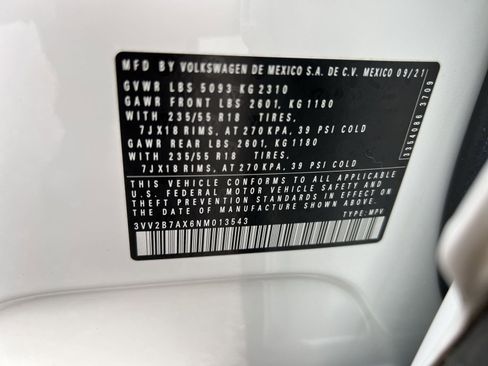 MFD BY VOLKSWAGEN DE MEXICO S.A. DE C.V. MEXICO 09/21
GVWR LBS 5093 KG 2310
GAWR FRONT LBS 2601, KG 1180
WITH 235/55 R18 TIRES,
7JX18 RIMS, AT 270 KPA, 39 PSI COLD
GAWR REAR LBS 2601, KG 1180
WITH 235/55 R18 TIRES.
7JX18 RIMS, AT 270KPA, 39 PSI COLD
THIS VEHICLE CONFORMS TO ALL APPLICABLE
U.S. FEDERAL MOTOR VEHICLE SAFETY AND
THEFT PREVENTION STANDARDS IN EFFECT ON
THE DATE OF MANUFACTURE SHOWN ABOVE.
3VV2B7AX6NM013543 TYPE:MPV
3354086 3709